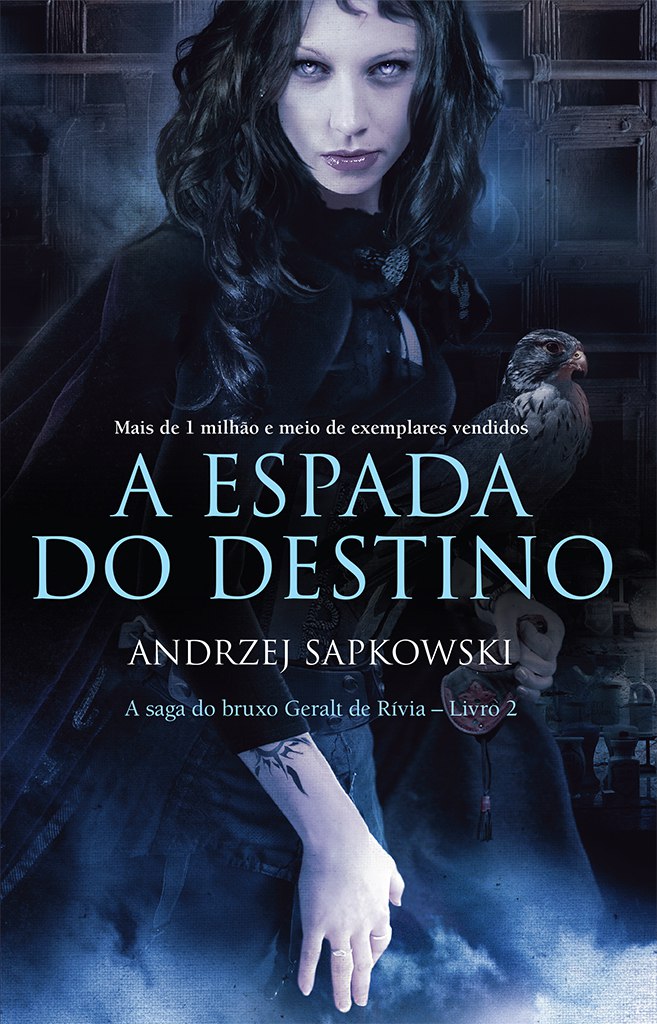 Mais de 1 milhão e meio de exemplares vendidos
A ESPADA
DO DESTINO
ANDRZEJ SAPKOWSKI
A saga do bruxo Geralt de Rívia – Livro 2